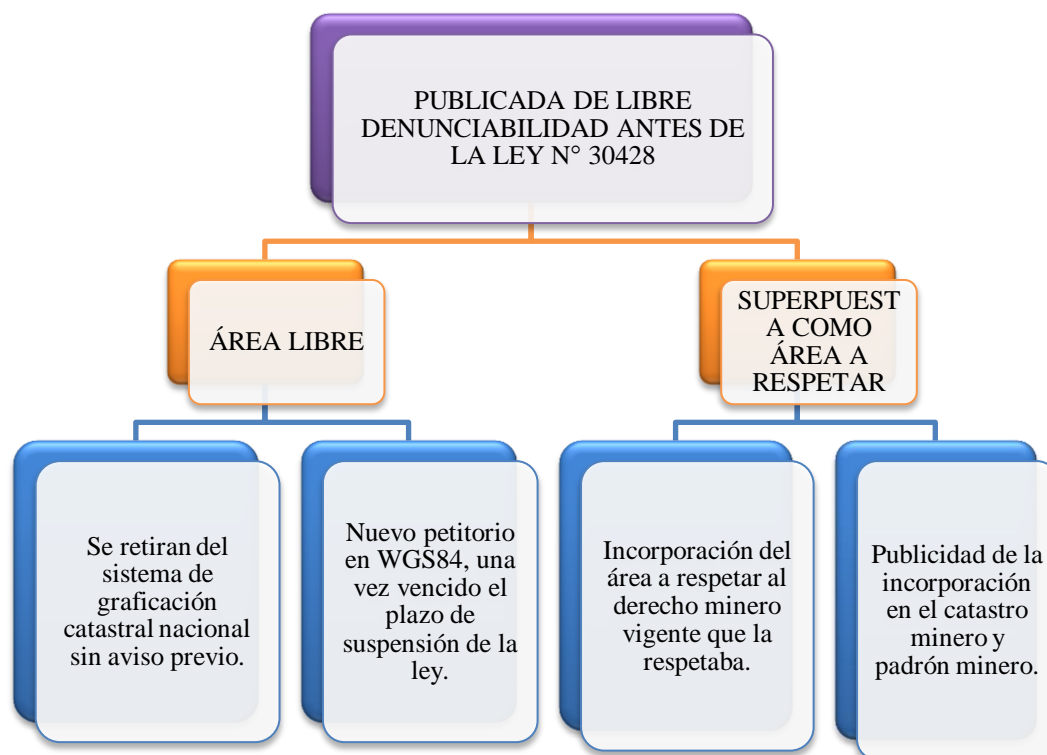 PUBLICADA DE LIBRE
DENUNCIABILIDAD ANTES DE
LA LEY N° 30428
ÁREA LIBRE
SUPERPUEST
A COMO
ÁREA A
RESPETAR
Se retiran del
sistema de
graficación
catastral nacional
sin aviso previo.
Nuevo petitorio
en WGS84, una
vez vencido el
plazo de
suspensión de la
ley.
Incorporación del
área a respetar al
derecho minero
vigente que la
respetaba.
Publicidad de la
incorporación
en el catastro
minero y
padrón minero.